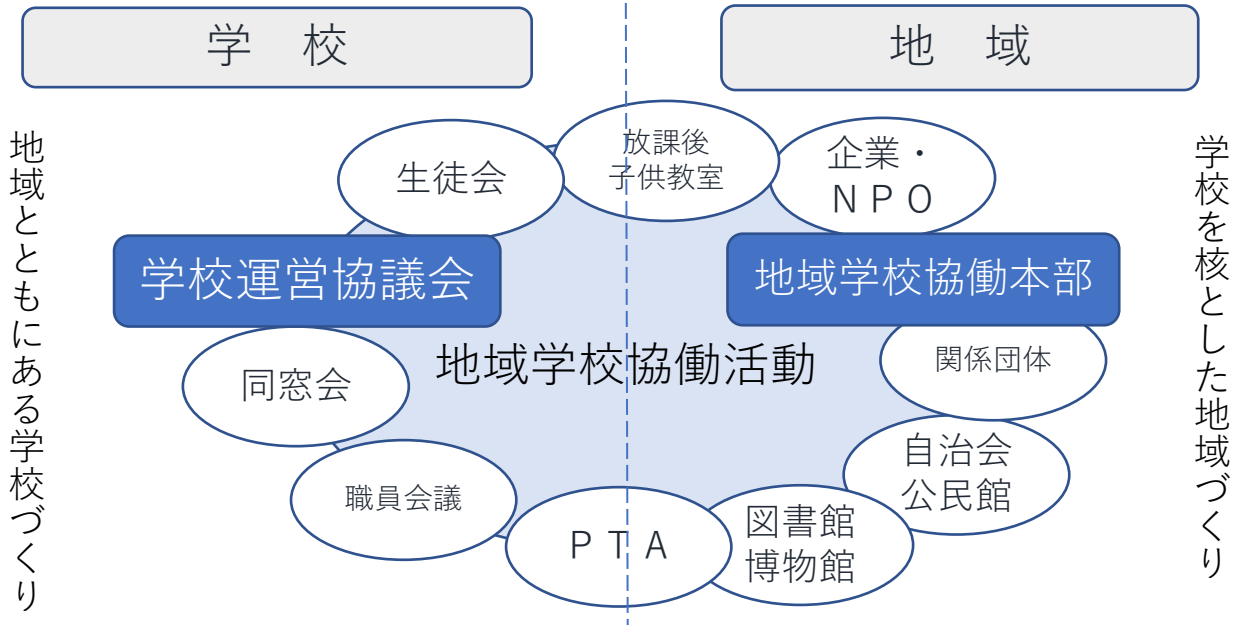 学　校
地　域
地域とともにある学校づくり
学校を核とした地域づくり
生徒会
放課後
子供教室
企業・
ＮＰＯ
学校運営協議会
地域学校協働本部
地域学校協働活動
同窓会
関係団体
職員会議
自治会
公民館
ＰＴＡ
図書館
博物館